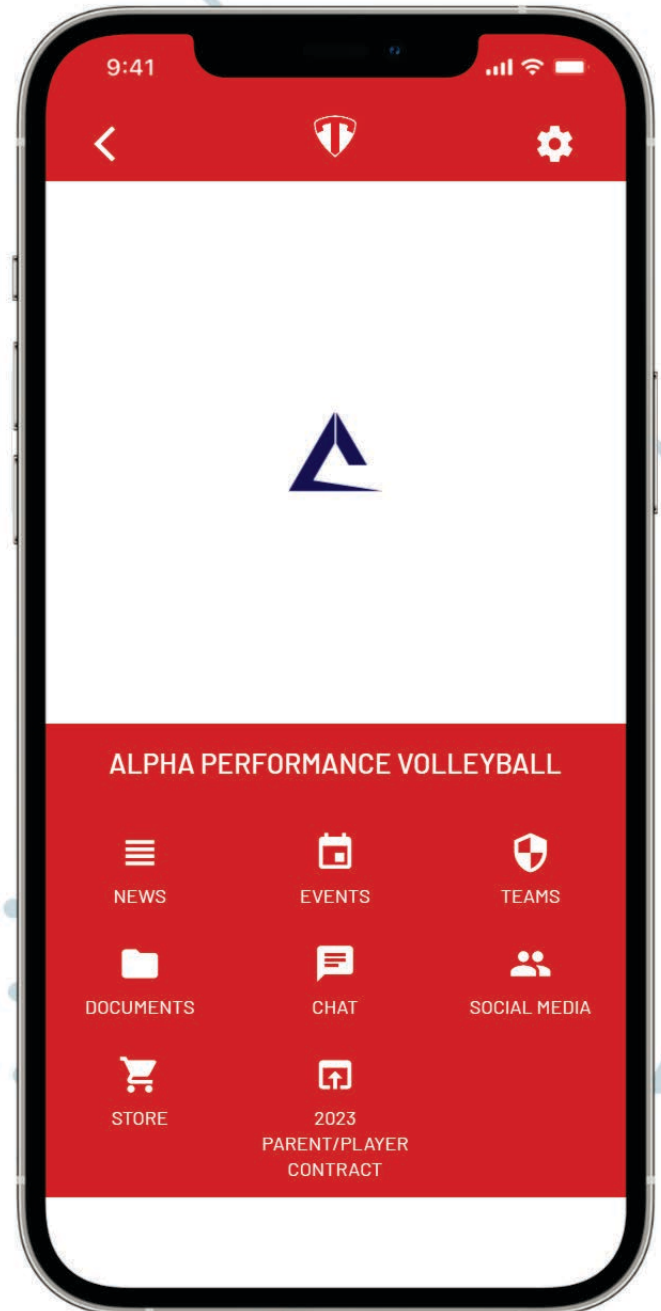 9:41
ALPHA PERFORMANCE VOLLEYBALL
NEWS
EVENTS
TEAMS
DOCUMENTS
CHAT
SOCIAL MEDIA
STORE
2023
PARENT/PLAYER
CONTRACT